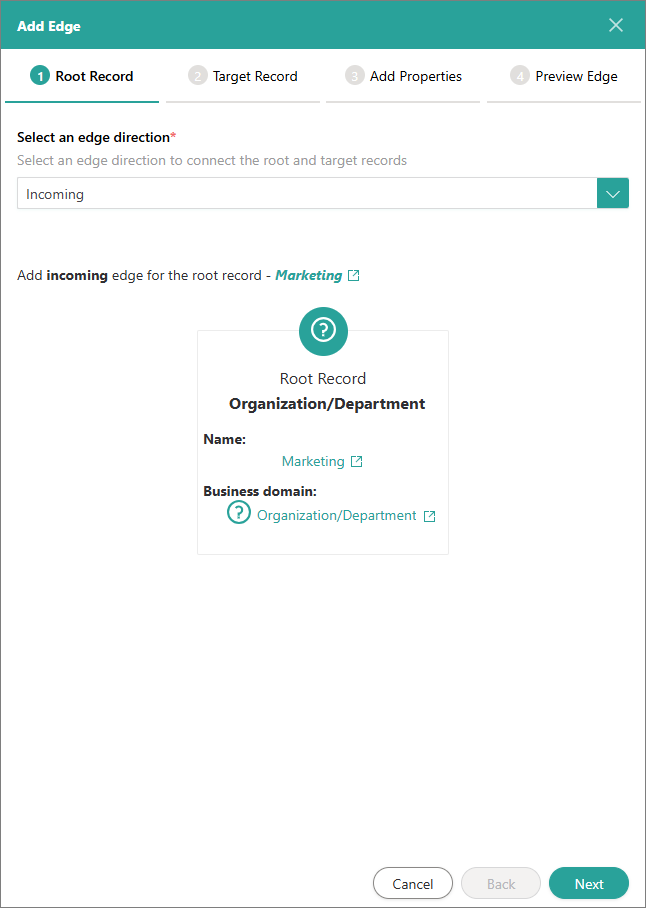 Add Edge
1 Root Record 2 Target Record 3 Add Properties 4 Preview Edge
Select an edge direction*
Select an edge direction to connect the root and target records
Incoming
Add incoming edge for the root record - Marketing
?
Root Record
Organization/Department
Name:
Marketing
Business domain:
? Organization/Department
Cancel Back Next